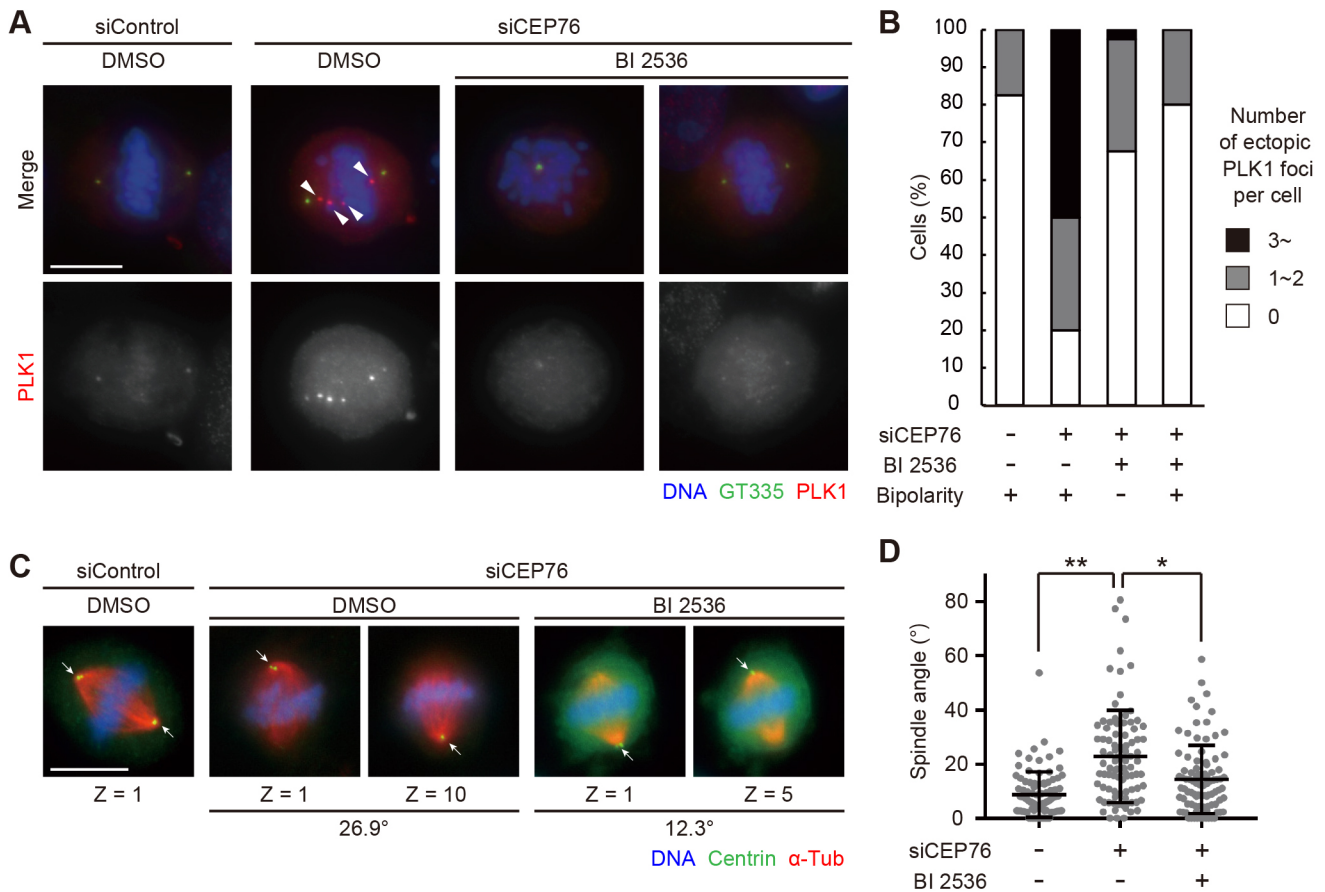 A
siControl
siCEP76
DMSO
DMSO
BI 2536
Merge
PLK1
DNA GT335 PLK1
B
100
90
80
70
60
50
40
30
20
10
0
Cells (%)
Number
of ectopic
PLK1 foci
per cell
3~
1~2
0
siCEP76 - + + +
BI 2536 - - + +
Bipolarity + + - +
C
siControl
siCEP76
DMSO
DMSO
BI 2536
Z = 1
Z = 1
Z = 10
Z = 1
Z = 5
26.9°
12.3°
DNA Centrin α-Tub
D
** *
80
60
40
20
0
Spindle angle (°)
siCEP76 - + +
BI 2536 - - +